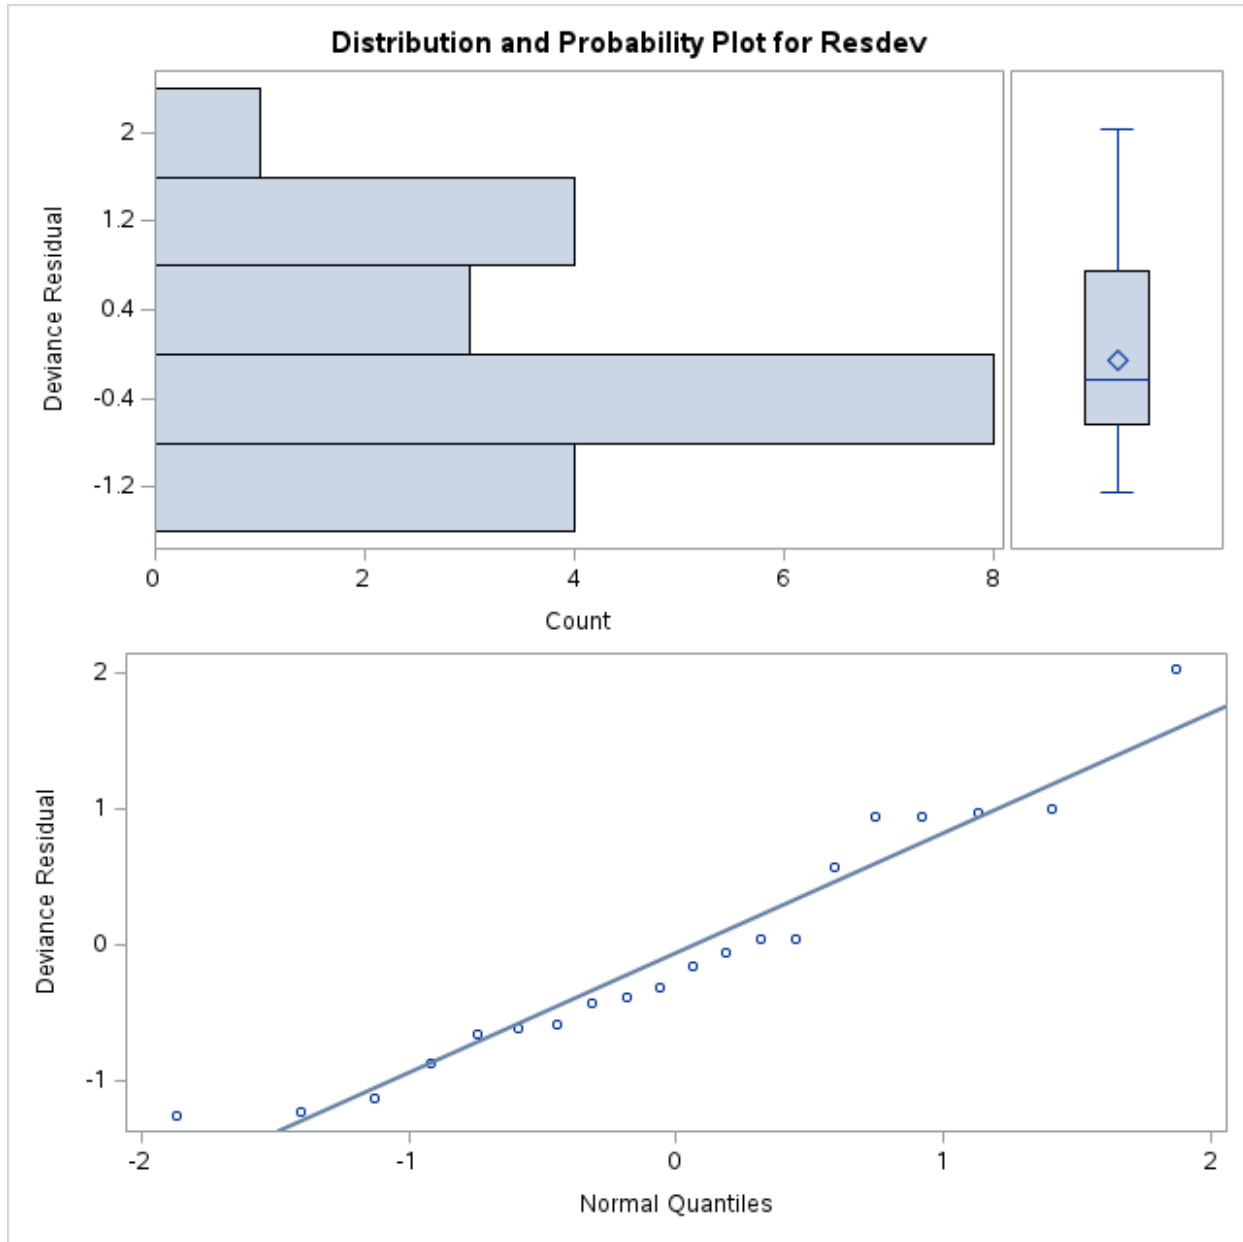 Distribution and Probability Plot for Resdev
Deviance Residual
2
1.2
0.4
-0.4
-1.2
0 2 4 6 8
Count
Deviance Residual
2
1
0
-1
-2 -1 0 1 2
Normal Quantiles